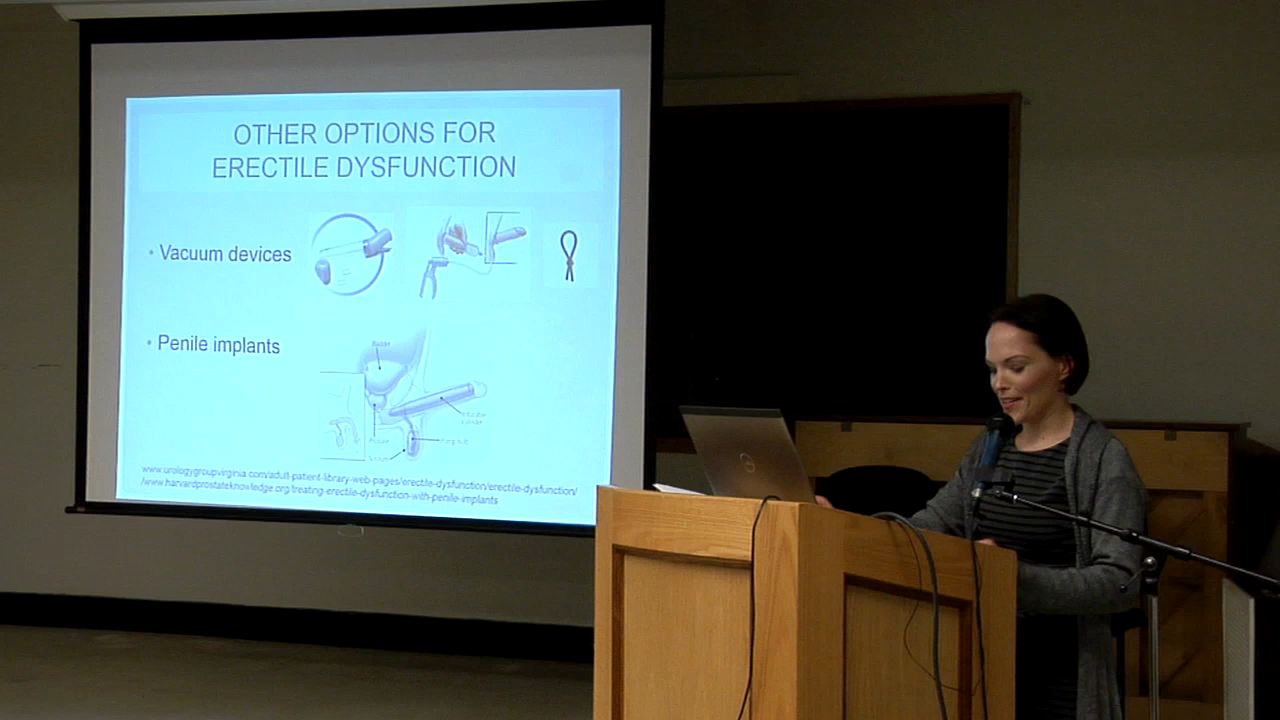 OTHER OPTIONS FOR
ERECTILE DYSFUNCTION
• Vacuum devices
• Penile implants
Bladder
www.urologygroupvirginia.com/adult-patient-library-web-pages/erectile-dysfunction/erectile-dysfunction/
/www.harvardprostateknowledge.org/treating-erectile-dysfunction-with-penile-implants